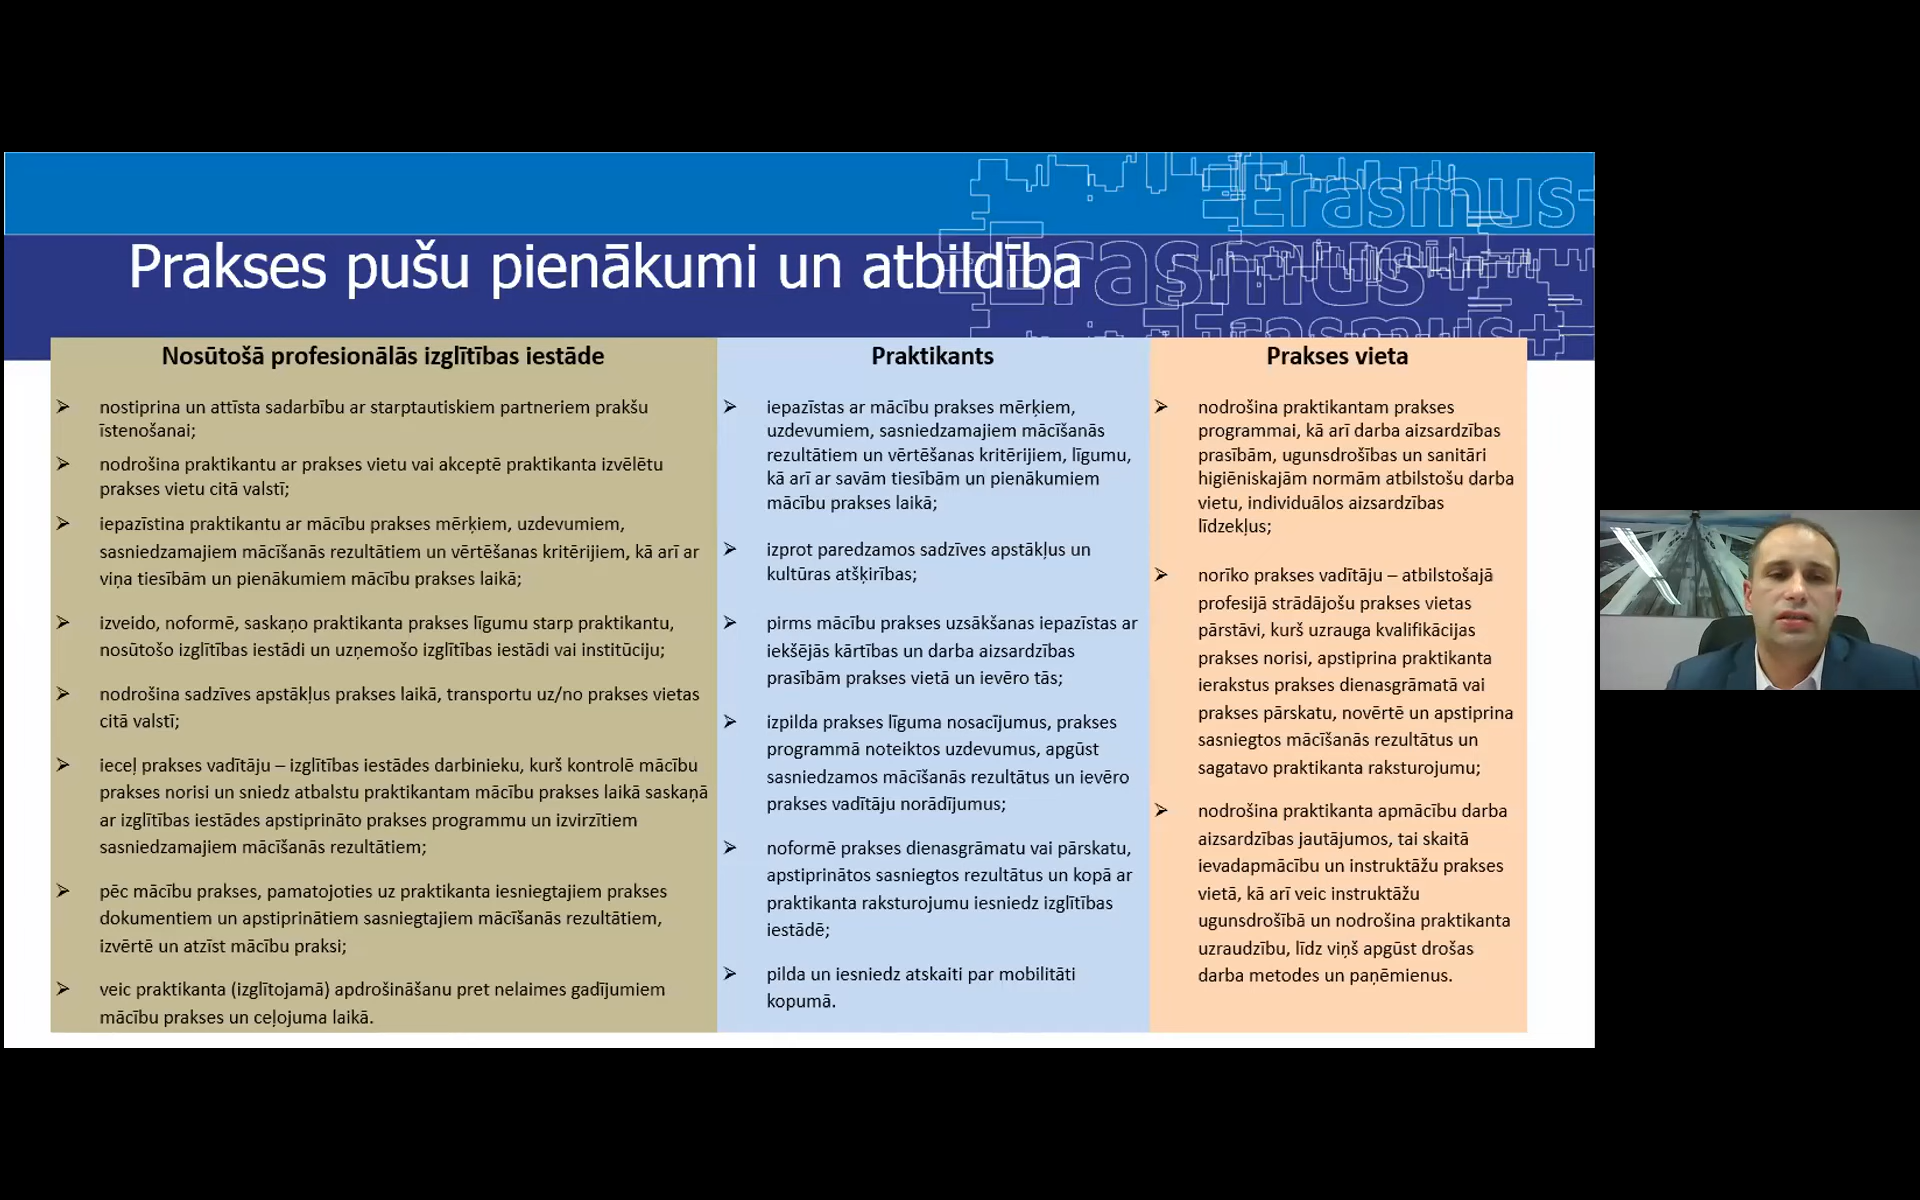 Erasmus+
Erasmus+
Erasmus+
Prakses pušu pienākumi un atbildība
Nosūtošā profesionālās izglītības iestāde
nostiprina un attīsta sadarbību ar starptautiskiem partneriem prakšu
īstenošanai;
nodrošina praktikantu ar prakses vietu vai akceptē praktikanta izvēlētu
prakses vietu citā valstī;
iepazīstina praktikantu ar mācību prakses mērķiem, uzdevumiem,
sasniedzamajiem mācīšanās rezultātiem un vērtēšanas kritērijiem, kā arī ar
viņa tiesībām un pienākumiem mācību prakses laikā;
izveido, noformē, saskaņo praktikanta prakses līgumu starp praktikantu,
nosūtošo izglītības iestādi un uzņemošo izglītības iestādi vai institūciju;
nodrošina sadzīves apstākļus prakses laikā, transportu uz/no prakses vietas
citā valstī;
ieceļ prakses vadītāju – izglītības iestādes darbinieku, kurš kontrolē mācību
prakses norisi un sniedz atbalstu praktikantam mācību prakses laikā saskaņā
ar izglītības iestādes apstiprināto prakses programmu un izvirzītiem
sasniedzamajiem mācīšanās rezultātiem;
pēc mācību prakses, pamatojoties uz praktikanta iesniegtajiem prakses
dokumentiem un apstiprinātiem sasniegtajiem mācīšanās rezultātiem,
izvērtē un atzīst mācību praksi;
veic praktikanta (izglītojamā) apdrošināšanu pret nelaimes gadījumiem
mācību prakses un ceļojuma laikā.
Praktikants
iepazīstas ar mācību prakses mērķiem,
uzdevumiem, sasniedzamajiem mācīšanās
rezultātiem un vērtēšanas kritērijiem, līgumu,
kā arī ar savām tiesībām un pienākumiem
mācību prakses laikā;
izprot paredzamos sadzīves apstākļus un
kultūras atšķirības;
pirms mācību prakses uzsākšanas iepazīstas ar
iekšējās kārtības un darba aizsardzības
prasībām prakses vietā un ievēro tās;
izpilda prakses līguma nosacījumus, prakses
programmā noteiktos uzdevumus, apgūst
sasniedzamos mācīšanās rezultātus un ievēro
prakses vadītāju norādījumus;
noformē prakses dienasgrāmatu vai pārskatu,
apstiprinātos sasniegtos rezultātus un kopā ar
praktikanta raksturojumu iesniedz izglītības
iestādē;
pilda un iesniedz atskaiti par mobilitāti
kopumā.
Prakses vieta
nodrošina praktikantam prakses
programmai, kā arī darba aizsardzības
prasībām, ugunsdrošības un sanitāri
higiēniskajām normām atbilstošu darba
vietu, individuālos aizsardzības
līdzekļus;
norīko prakses vadītāju – atbilstošajā
profesijā strādājošu prakses vietas
pārstāvi, kurš uzrauga kvalifikācijas
prakses norisi, apstiprina praktikanta
ierakstus prakses dienasgrāmatā vai
prakses pārskatu, novērtē un apstiprina
sasniegtos mācīšanās rezultātus un
sagatavo praktikanta raksturojumu;
nodrošina praktikanta apmācību darba
aizsardzības jautājumos, tai skaitā
ievadapmācību un instruktāžu prakses
vietā, kā arī veic instruktāžu
ugunsdrošībā un nodrošina praktikanta
uzraudzību, līdz viņš apgūst drošas
darba metodes un paņēmienus.